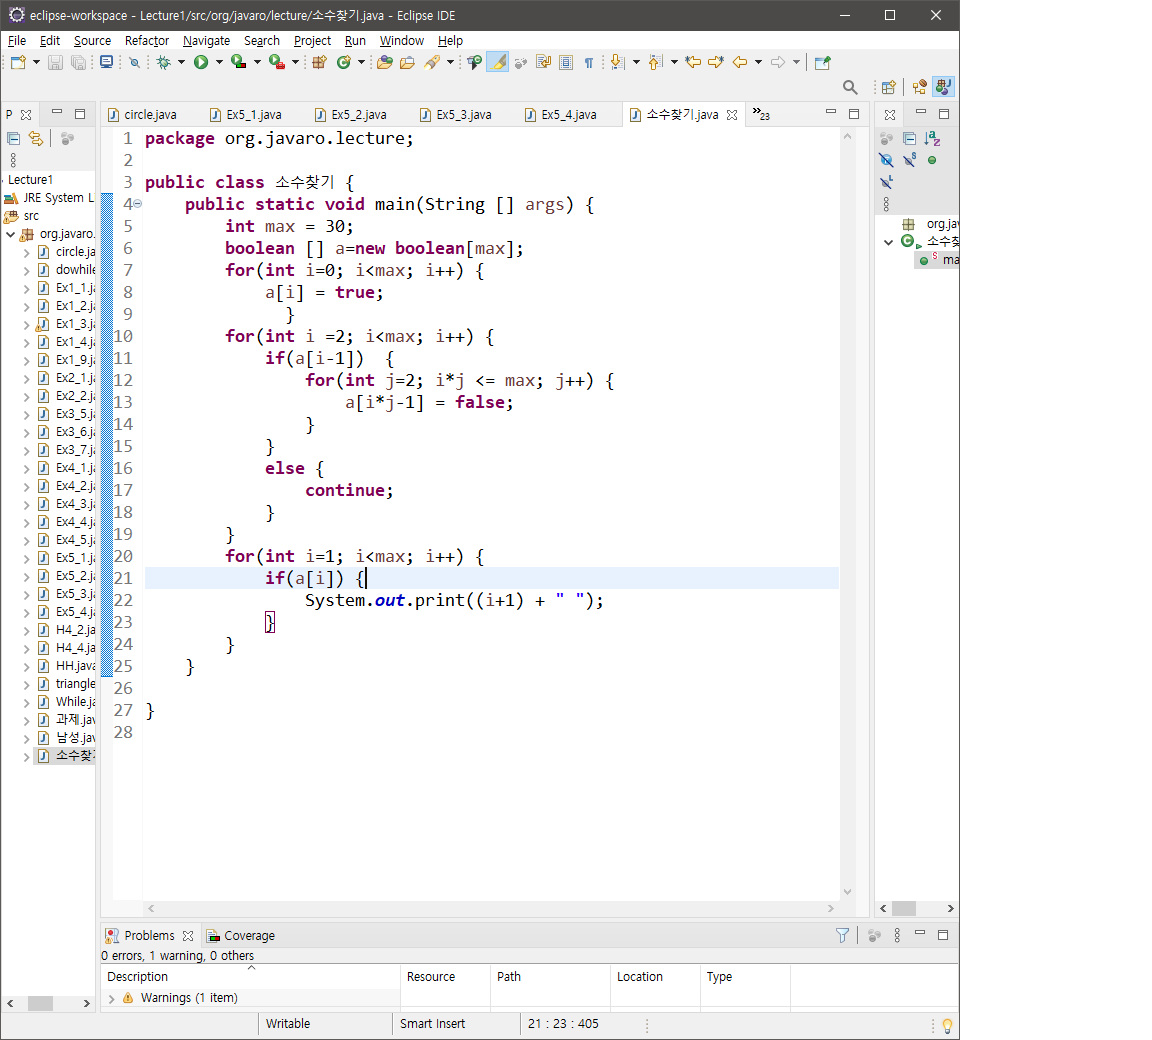 eclipse-workspace - Lecture1/src/org/javaro/lecture/소수찾기.java - Eclipse IDE
File Edit Source Refactor Navigate Search Project Run Window Help
P
circle.java Ex5_1.java Ex5_2.java Ex5_3.java Ex5_4.java 소수찾기.java »23
Lecture1
JRE System Li
src
org.javaro.
circle.ja
dowhile
Ex1_1.ja
Ex1_2.ja
Ex1_3.ja
Ex1_4.ja
Ex1_9.ja
Ex2_1.ja
Ex2_2.ja
Ex3_5.ja
Ex3_6.ja
Ex3_7.ja
Ex4_1.ja
Ex4_2.ja
Ex4_3.ja
Ex4_4.ja
Ex4_5.ja
Ex5_1.ja
Ex5_2.ja
Ex5_3.ja
Ex5_4.ja
H4_2.ja
H4_4.ja
HH.java
triangle
While.ja
과제.jav
남성.jav
소수찾
1 package org.javaro.lecture;
2
3 public class 소수찾기 {
4 public static void main(String [] args) {
5 int max = 30;
6 boolean [] a=new boolean[max];
7 for(int i=0; i<max; i++) {
8 a[i] = true;
9 }
10 for(int i =2; i<max; i++) {
11 if(a[i-1])  {
12 for(int j=2; i*j <= max; j++) {
13 a[i*j-1] = false;
14 }
15 }
16 else {
17 continue;
18 }
19 }
20 for(int i=1; i<max; i++) {
21 if(a[i]) {
22 System.out.print((i+1) + " ");
23 }
24 }
25 }
26
27 }
28
org.jav
소수찾
ma
Problems Coverage
0 errors, 1 warning, 0 others
Description Resource Path Location Type
Warnings (1 item)
Writable Smart Insert 21 : 23 : 405